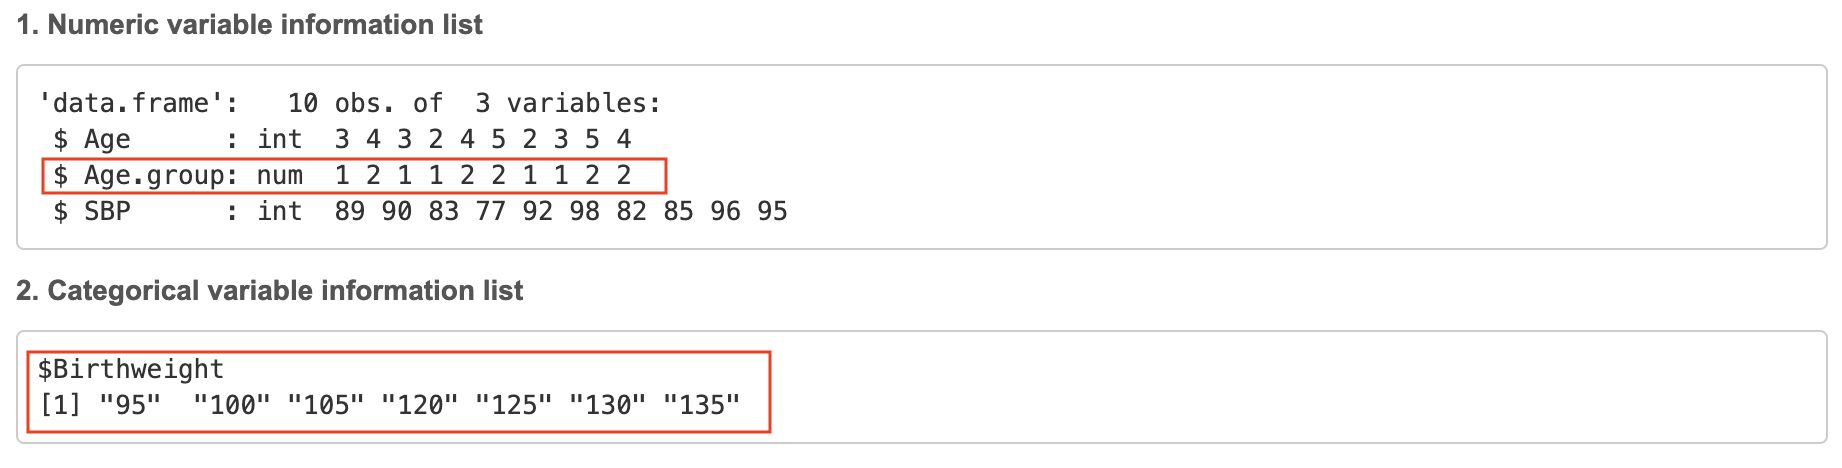 1. Numeric variable information list
'data.frame':   10 obs. of  3 variables:
 $ Age      : int  3 4 3 2 4 5 2 3 5 4
 $ Age.group: num  1 2 1 1 2 2 1 1 2 2
 $ SBP      : int  89 90 83 77 92 98 82 85 96 95
2. Categorical variable information list
$Birthweight
[1] "95"  "100" "105" "120" "125" "130" "135"